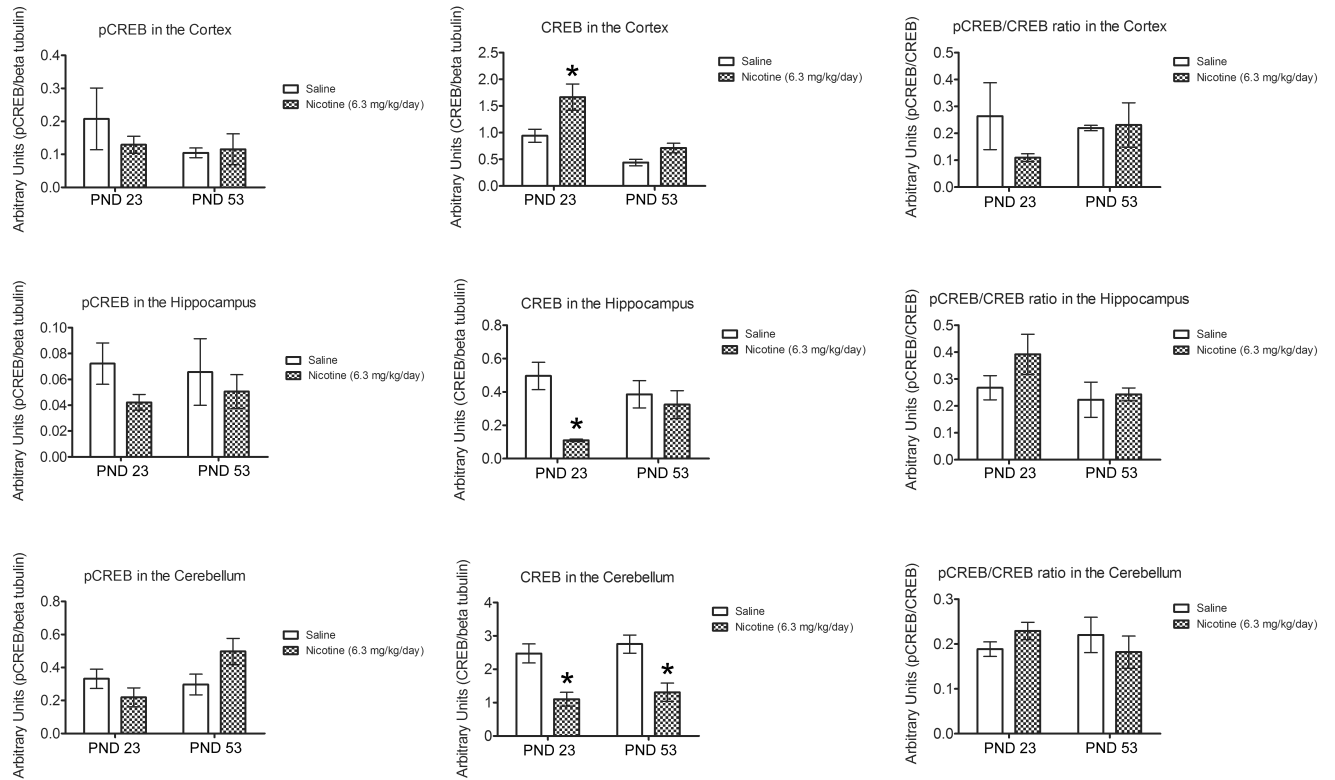 pCREB in the Cortex
Arbitrary Units (pCREB/beta tubulin)
0.4
0.3
0.2
0.1
0.0
PND 23
PND 53
Saline
Nicotine (6.3 mg/kg/day)
CREB in the Cortex
Arbitrary Units (CREB/beta tubulin)
2.5
2.0
1.5
1.0
0.5
0.0
*
PND 23
PND 53
Saline
Nicotine (6.3 mg/kg/day)
pCREB/CREB ratio in the Cortex
Arbitrary Units (pCREB/CREB)
0.5
0.4
0.3
0.2
0.1
0.0
PND 23
PND 53
Saline
Nicotine (6.3 mg/kg/day)
pCREB in the Hippocampus
Arbitrary Units (pCREB/beta tubulin)
0.10
0.08
0.06
0.04
0.02
0.00
PND 23
PND 53
Saline
Nicotine (6.3 mg/kg/day)
CREB in the Hippocampus
Arbitrary Units (CREB/beta tubulin)
0.8
0.6
0.4
0.2
0.0
*
PND 23
PND 53
Saline
Nicotine (6.3 mg/kg/day)
pCREB/CREB ratio in the Hippocampus
Arbitrary Units (pCREB/CREB)
0.5
0.4
0.3
0.2
0.1
0.0
PND 23
PND 53
Saline
Nicotine (6.3 mg/kg/day)
pCREB in the Cerebellum
Arbitrary Units (pCREB/beta tubulin)
0.8
0.6
0.4
0.2
0.0
PND 23
PND 53
Saline
Nicotine (6.3 mg/kg/day)
CREB in the Cerebellum
Arbitrary Units (CREB/beta tubulin)
4
3
2
1
0
*
*
PND 23
PND 53
Saline
Nicotine (6.3 mg/kg/day)
pCREB/CREB ratio in the Cerebellum
Arbitrary Units (pCREB/CREB)
0.3
0.2
0.1
0.0
PND 23
PND 53
Saline
Nicotine (6.3 mg/kg/day)